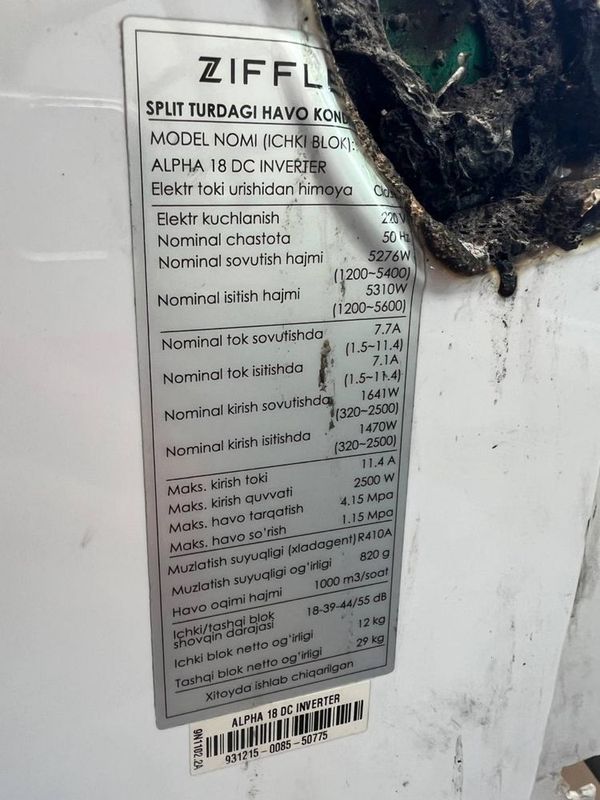 ZIFFL
SPLIT TURDAGI HAVO KOND
MODEL NOMI (ICHKI BLOK):
ALPHA 18 DC INVERTER
Elektr toki urishidan himoya
Elektr kuchlanish 220V
Nominal chastota 50 Hz
Nominal sovutish hajmi 5276W
(1200~5400)
Nominal isitish hajmi 5310W
(1200~5600)
Nominal tok sovutishda 7.7A
(1.5~11.4)
Nominal tok isitishda 7.1A
(1.5~11.4)
Nominal kirish sovutishda 1641W
(320~2500)
Nominal kirish isitishda 1470W
(320~2500)
Maks. kirish toki 11.4 A
Maks. kirish quvvati 2500 W
Maks. havo tarqatish 4.15 Mpa
Maks. havo so'rish 1.15 Mpa
Muzlatish suyuqligi (xladagent) R410A
Muzlatish suyuqligi og'irligi 820 g
Havo oqimi hajmi 1000 m3/soat
Ichki/tashqi blok
shovqin darajasi 18-39-44/55 dB
Ichki blok netto og'irligi 12 kg
Tashqi blok netto og'irligi 29 kg
Xitoyda ishlab chiqarilgan
ALPHA 18 DC INVERTER
9N1102.2A
931215-0085-50775